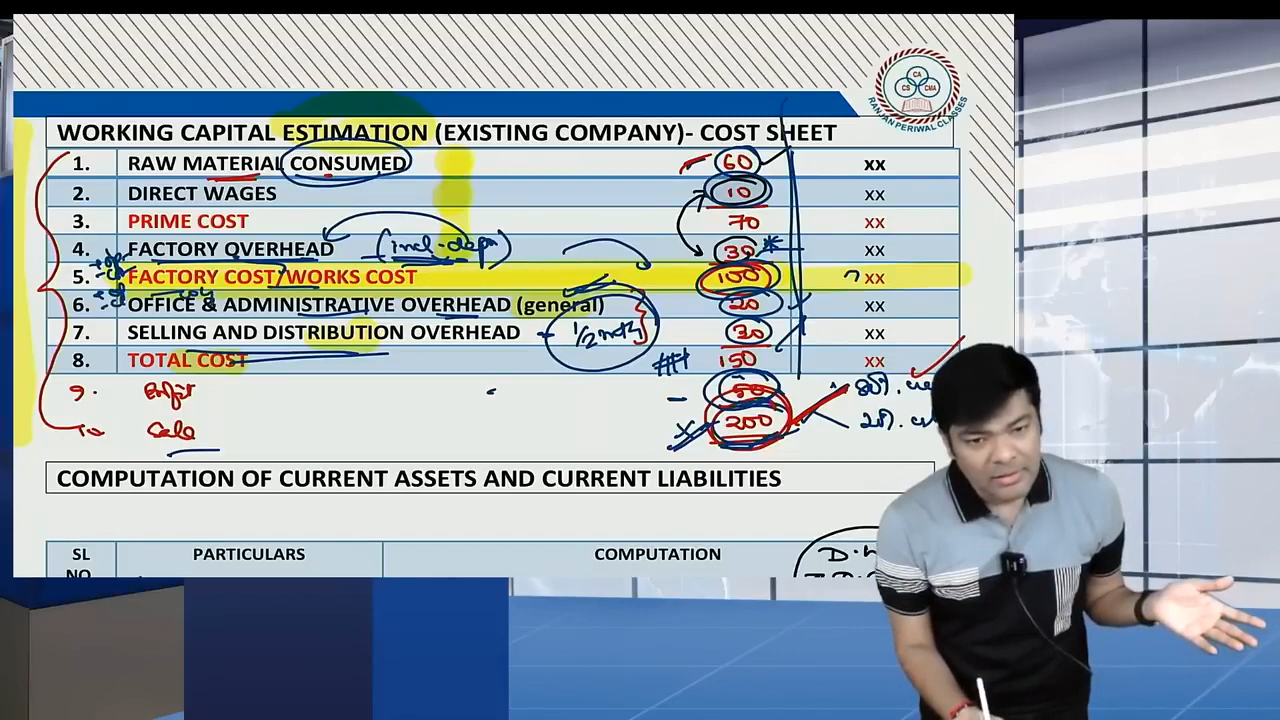 CA
CS CMA
RANJAN PERIWAL CLASSES
WORKING CAPITAL ESTIMATION (EXISTING COMPANY)- COST SHEET
1. RAW MATERIAL CONSUMED 60 xx
2. DIRECT WAGES 10 xx
3. PRIME COST 70 xx
4. FACTORY OVERHEAD (incl-depn) 30 * xx
5. FACTORY COST/WORKS COST 100 xx
6. OFFICE & ADMINISTRATIVE OVERHEAD (general) 20 xx
7. SELLING AND DISTRIBUTION OVERHEAD - 1/2 mth 30 xx
8. TOTAL COST ### 150 xx
9. Profit - 50 80%.
10 Sale x 200 20%.
COMPUTATION OF CURRENT ASSETS AND CURRENT LIABILITIES
SL PARTICULARS COMPUTATION
NO